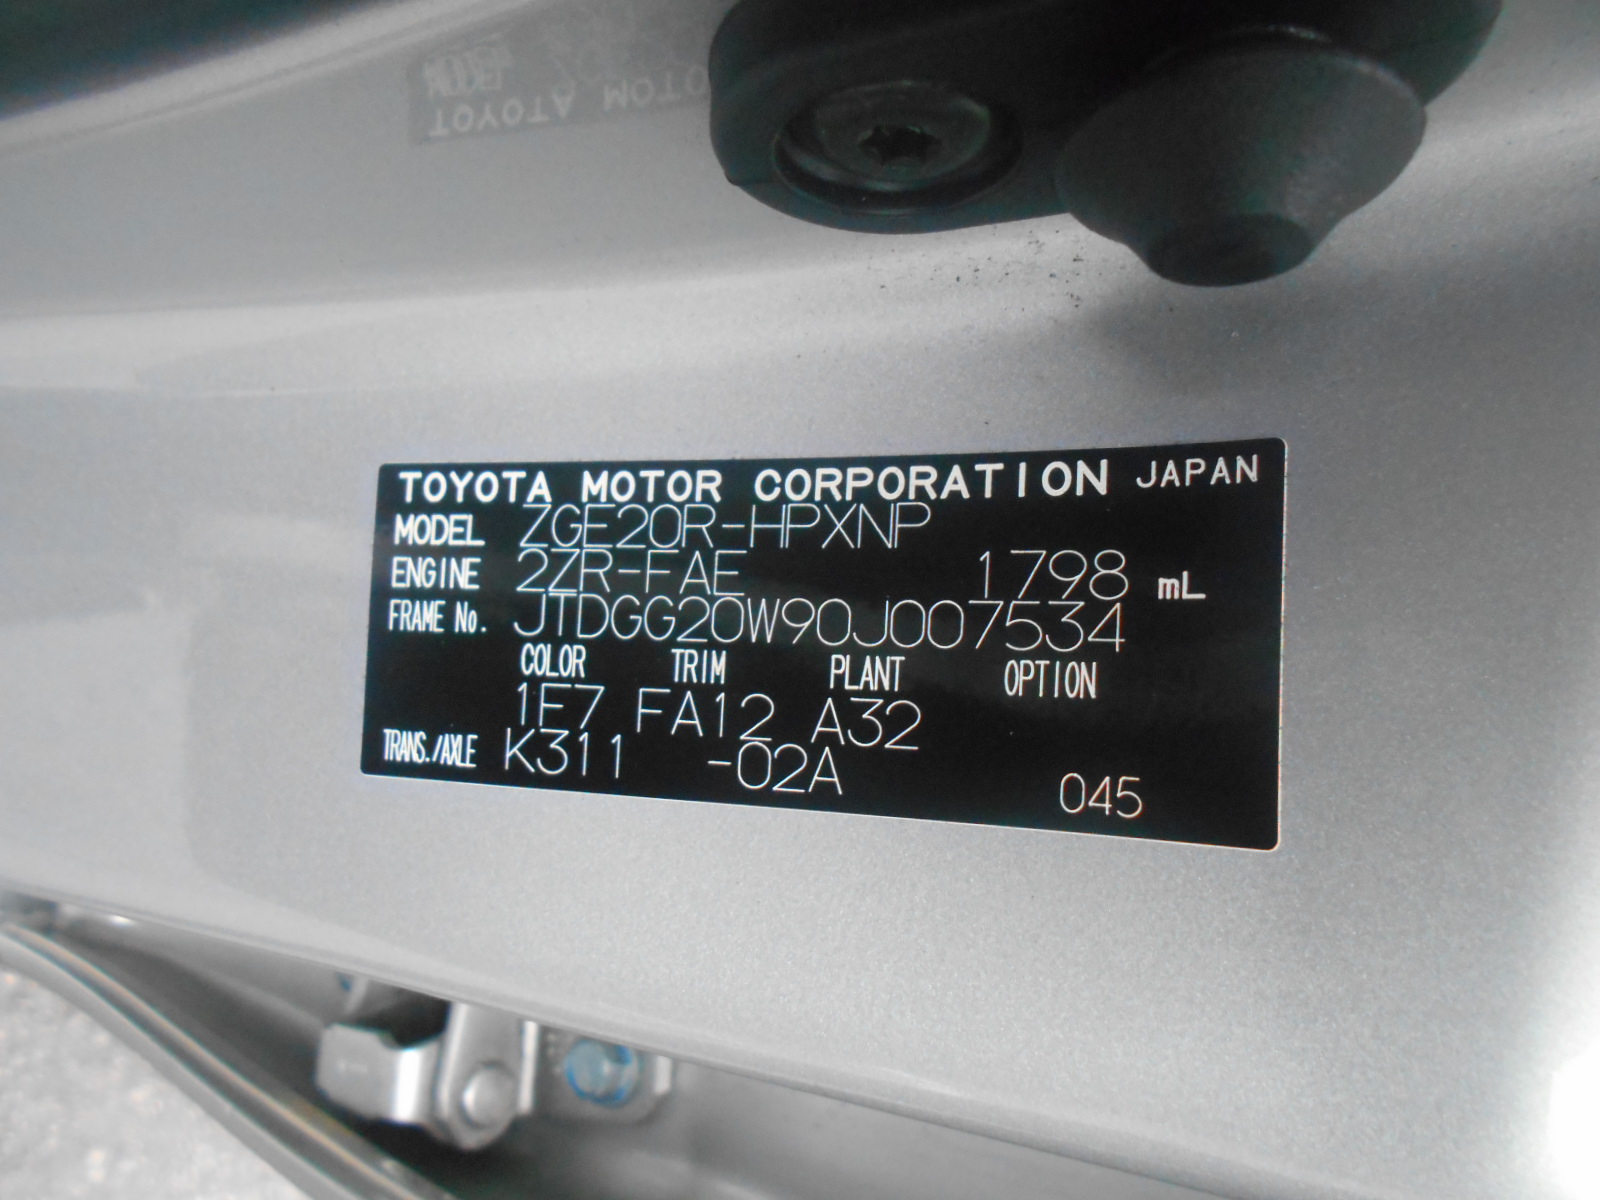 TOYOTA MOTOR CORPORATION JAPAN
MODEL ZGE20R-HPXNP
ENGINE 2ZR-FAE 1798 mL
FRAME No. JTDGG20W90J007534
COLOR TRIM PLANT OPTION
1F7 FA12 A32
TRANS./AXLE K311 -02A
045